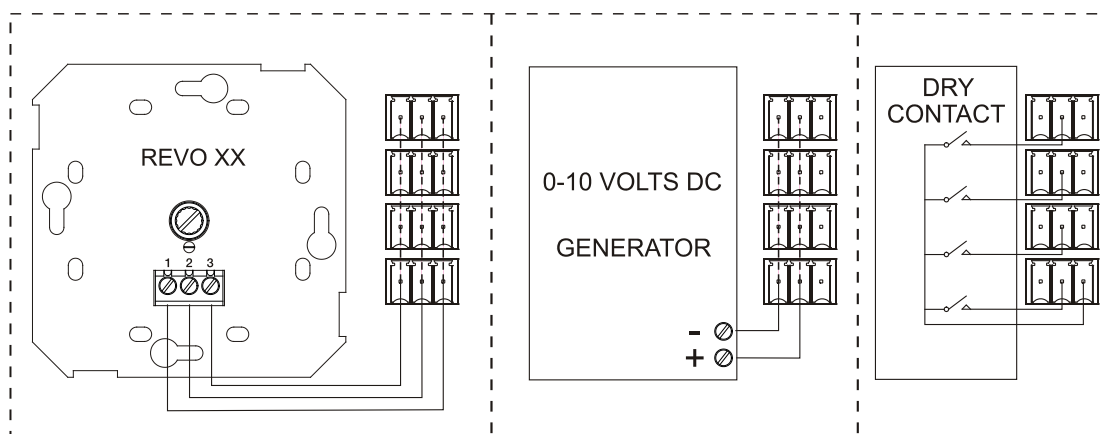 REVO XX
1 2 3
0-10 VOLTS DC
GENERATOR
-
+
DRY
CONTACT